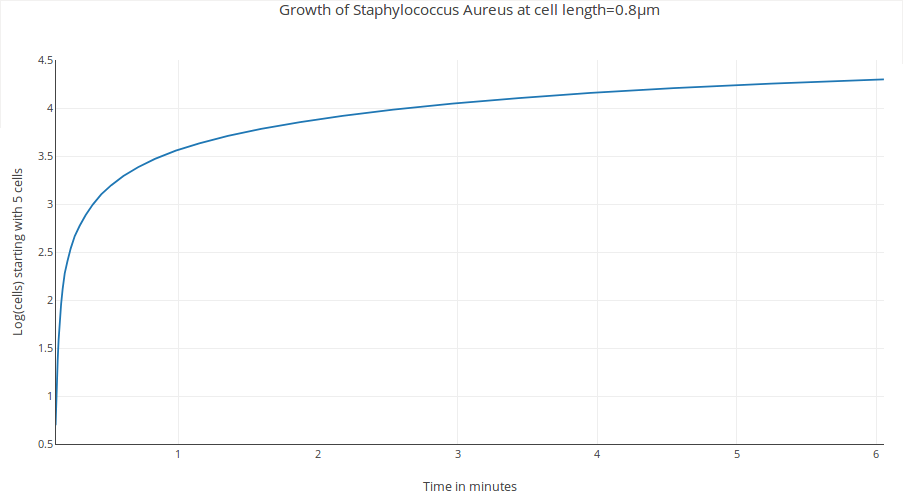 Growth of Staphylococcus Aureus at cell length=0.8μm
Log(cells) starting with 5 cells
4.5
4
3.5
3
2.5
2
1.5
1
0.5
1 2 3 4 5 6
Time in minutes